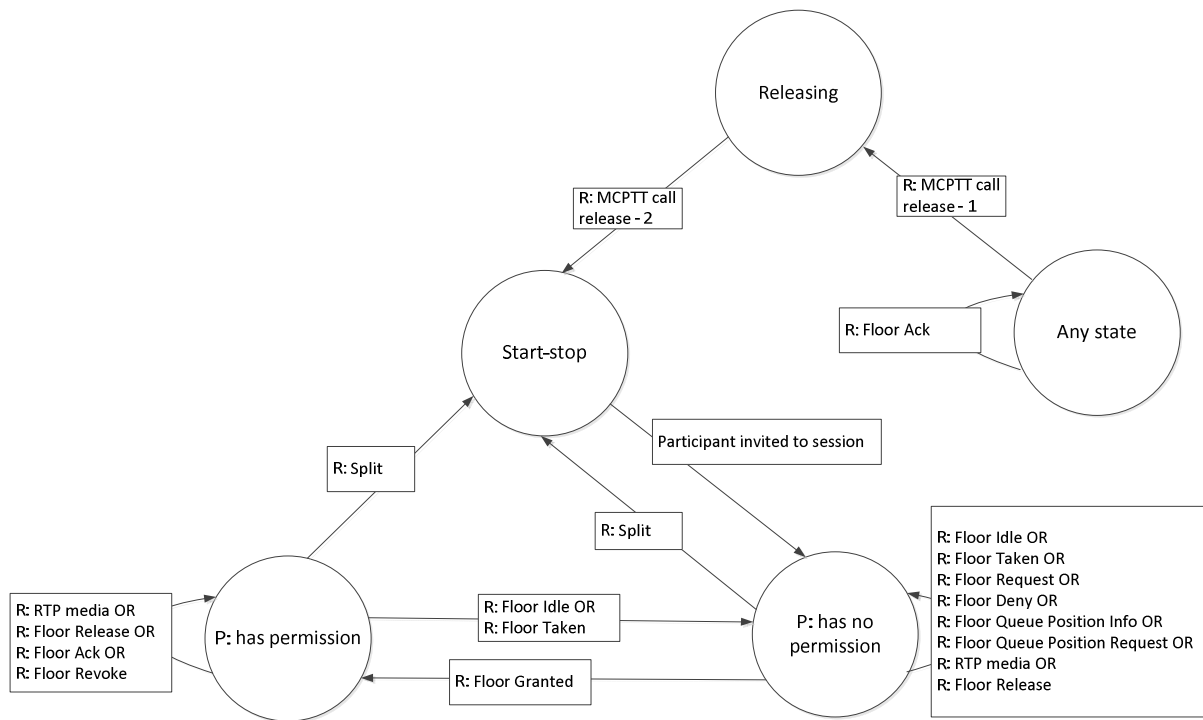 Releasing
R: MCPTT call
release - 2
R: MCPTT call
release - 1
Start-stop
R: Floor Ack
Any state
Participant invited to session
R: Split
R: Split
R: RTP media OR
R: Floor Release OR
R: Floor Ack OR
R: Floor Revoke
P: has permission
R: Floor Idle OR
R: Floor Taken
R: Floor Granted
P: has no
permission
R: Floor Idle OR
R: Floor Taken OR
R: Floor Request OR
R: Floor Deny OR
R: Floor Queue Position Info OR
R: Floor Queue Position Request OR
R: RTP media OR
R: Floor Release